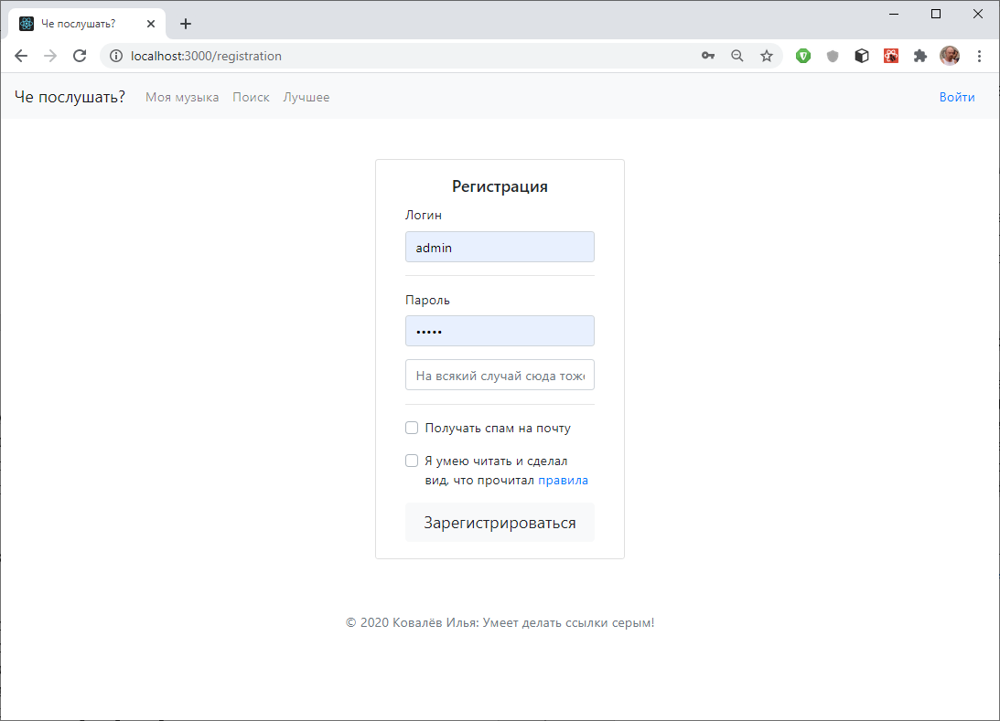 Че послушать?
localhost:3000/registration
Че послушать? Моя музыка Поиск Лучшее Войти
Регистрация
Логин
admin
Пароль
•••••
На всякий случай сюда тоже
Получать спам на почту
Я умею читать и сделал
вид, что прочитал правила
Зарегистрироваться
© 2020 Ковалёв Илья: Умеет делать ссылки серым!